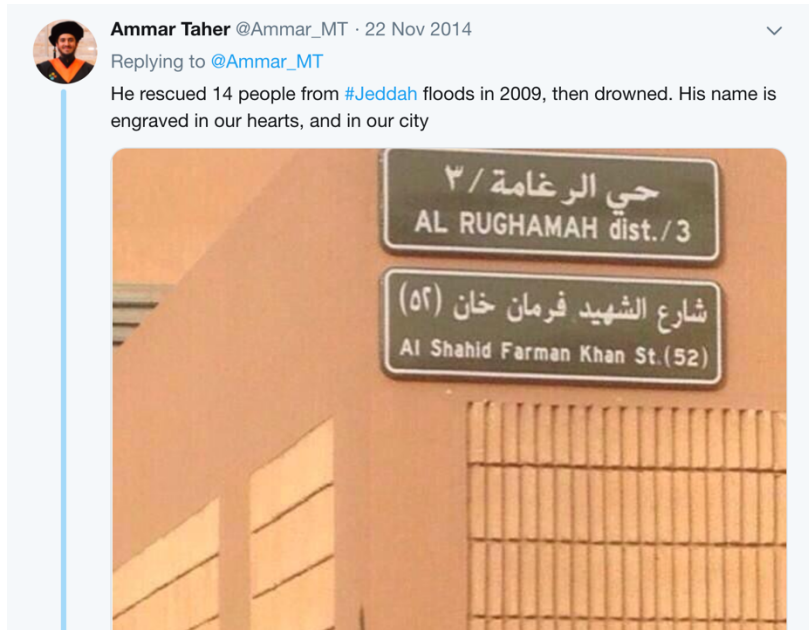 Ammar Taher @Ammar_MT · 22 Nov 2014
Replying to @Ammar_MT
He rescued 14 people from #Jeddah floods in 2009, then drowned. His name is
engraved in our hearts, and in our city
حي الرغامة / ٣
AL RUGHAMAH dist./3
شارع الشهيد فرمان خان (٥٢)
Al Shahid Farman Khan St.(52)